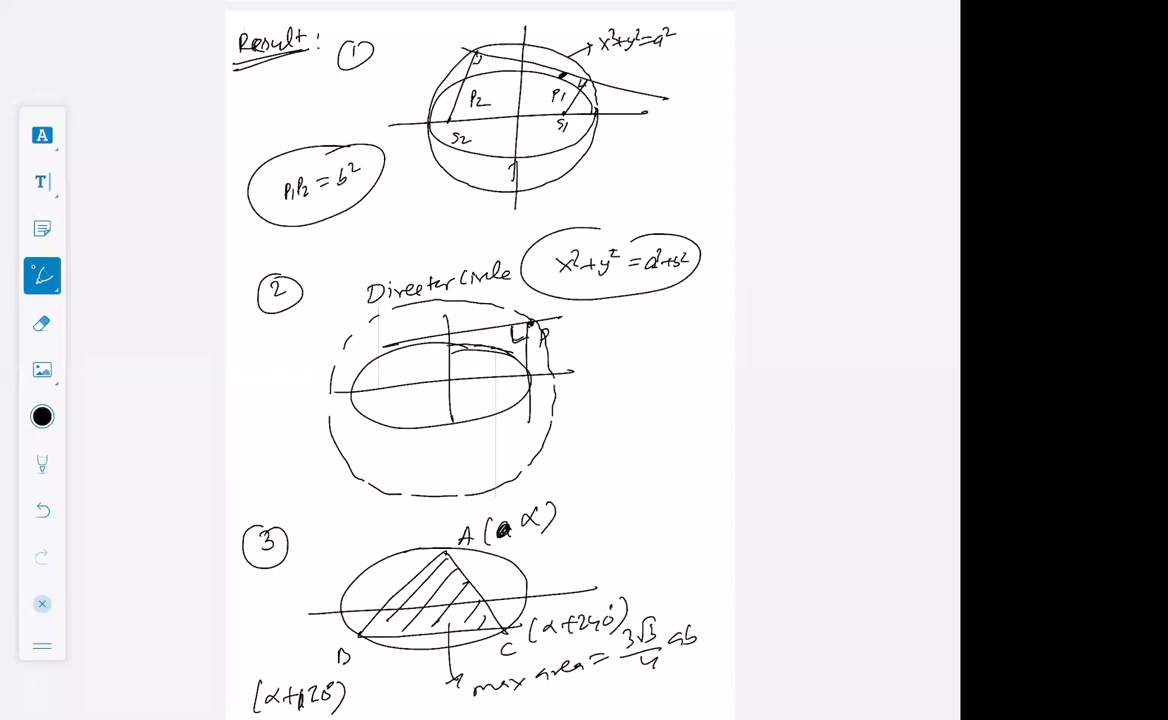 A
T
Result:
①
x²+y²=a²
P₂
P₁
S₂
S₁
P₁P₂ = b²
②
Director Circle
x²+y² = a²+b²
P
③
A (α)
B
C (α+240°)
(α+120°)
max area = 3√3/4 ab